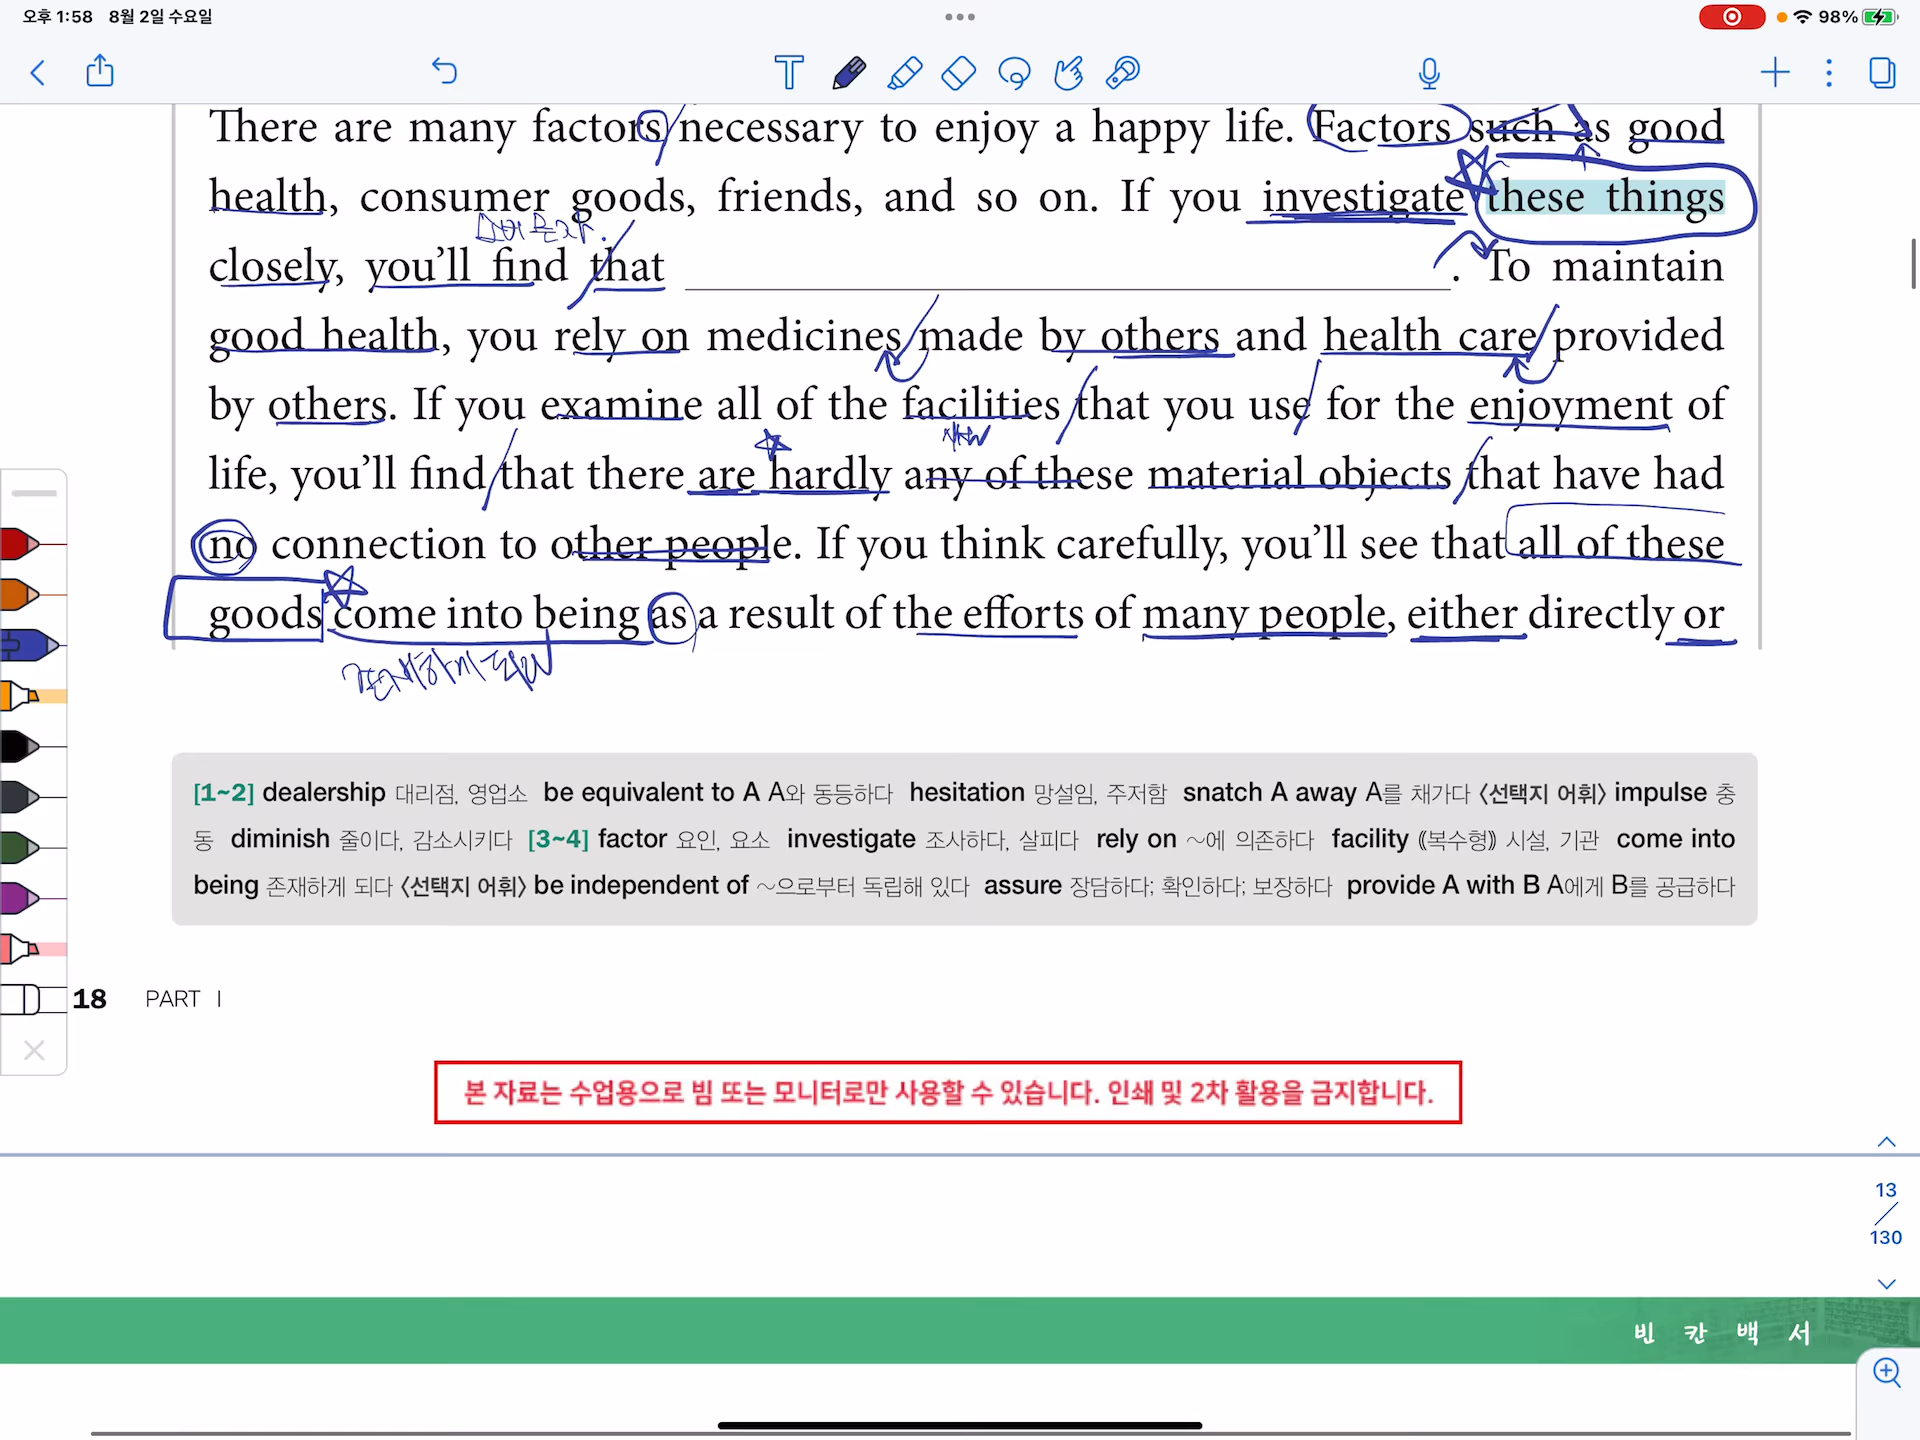 오후 1:58 8월 2일 수요일
98%
There are many factors necessary to enjoy a happy life. Factors such as good
health, consumer goods, friends, and so on. If you investigate these things
closely, you'll find that ______. To maintain
good health, you rely on medicines made by others and health care provided
by others. If you examine all of the facilities that you use for the enjoyment of
life, you'll find that there are hardly any of these material objects that have had
no connection to other people. If you think carefully, you'll see that all of these
goods come into being as a result of the efforts of many people, either directly or
존재하게 되다
[1~2] dealership 대리점, 영업소 be equivalent to A A와 동등하다 hesitation 망설임, 주저함 snatch A away A를 채가다 〈선택지 어휘〉 impulse 충
동 diminish 줄이다, 감소시키다 [3~4] factor 요인, 요소 investigate 조사하다, 살피다 rely on ~에 의존하다 facility ((복수형)) 시설, 기관 come into
being 존재하게 되다 〈선택지 어휘〉 be independent of ~으로부터 독립해 있다 assure 장담하다; 확인하다; 보장하다 provide A with B A에게 B를 공급하다
18 PART I
본 자료는 수업용으로 빔 또는 모니터로만 사용할 수 있습니다. 인쇄 및 2차 활용을 금지합니다.
13
/
130
빈 칸 백 서